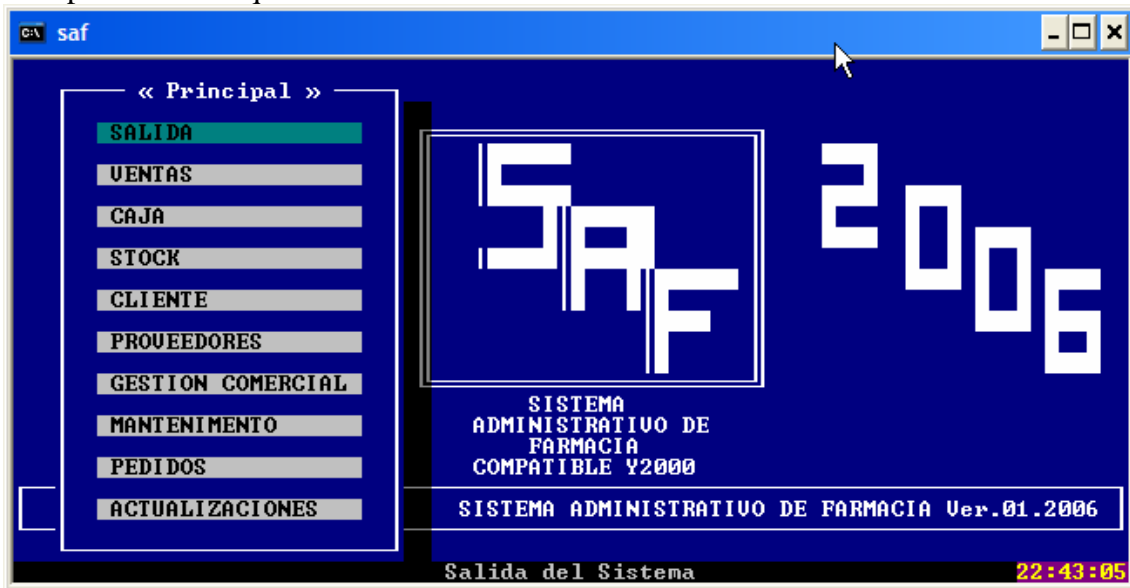 saf
« Principal »
SALIDA
VENTAS
CAJA
STOCK
CLIENTE
PROVEEDORES
GESTION COMERCIAL
MANTENIMENTO
PEDIDOS
ACTUALIZACIONES
SAF
2006
SISTEMA
ADMINISTRATIVO DE
FARMACIA
COMPATIBLE Y2000
SISTEMA ADMINISTRATIVO DE FARMACIA Ver.01.2006
Salida del Sistema
22:43:05